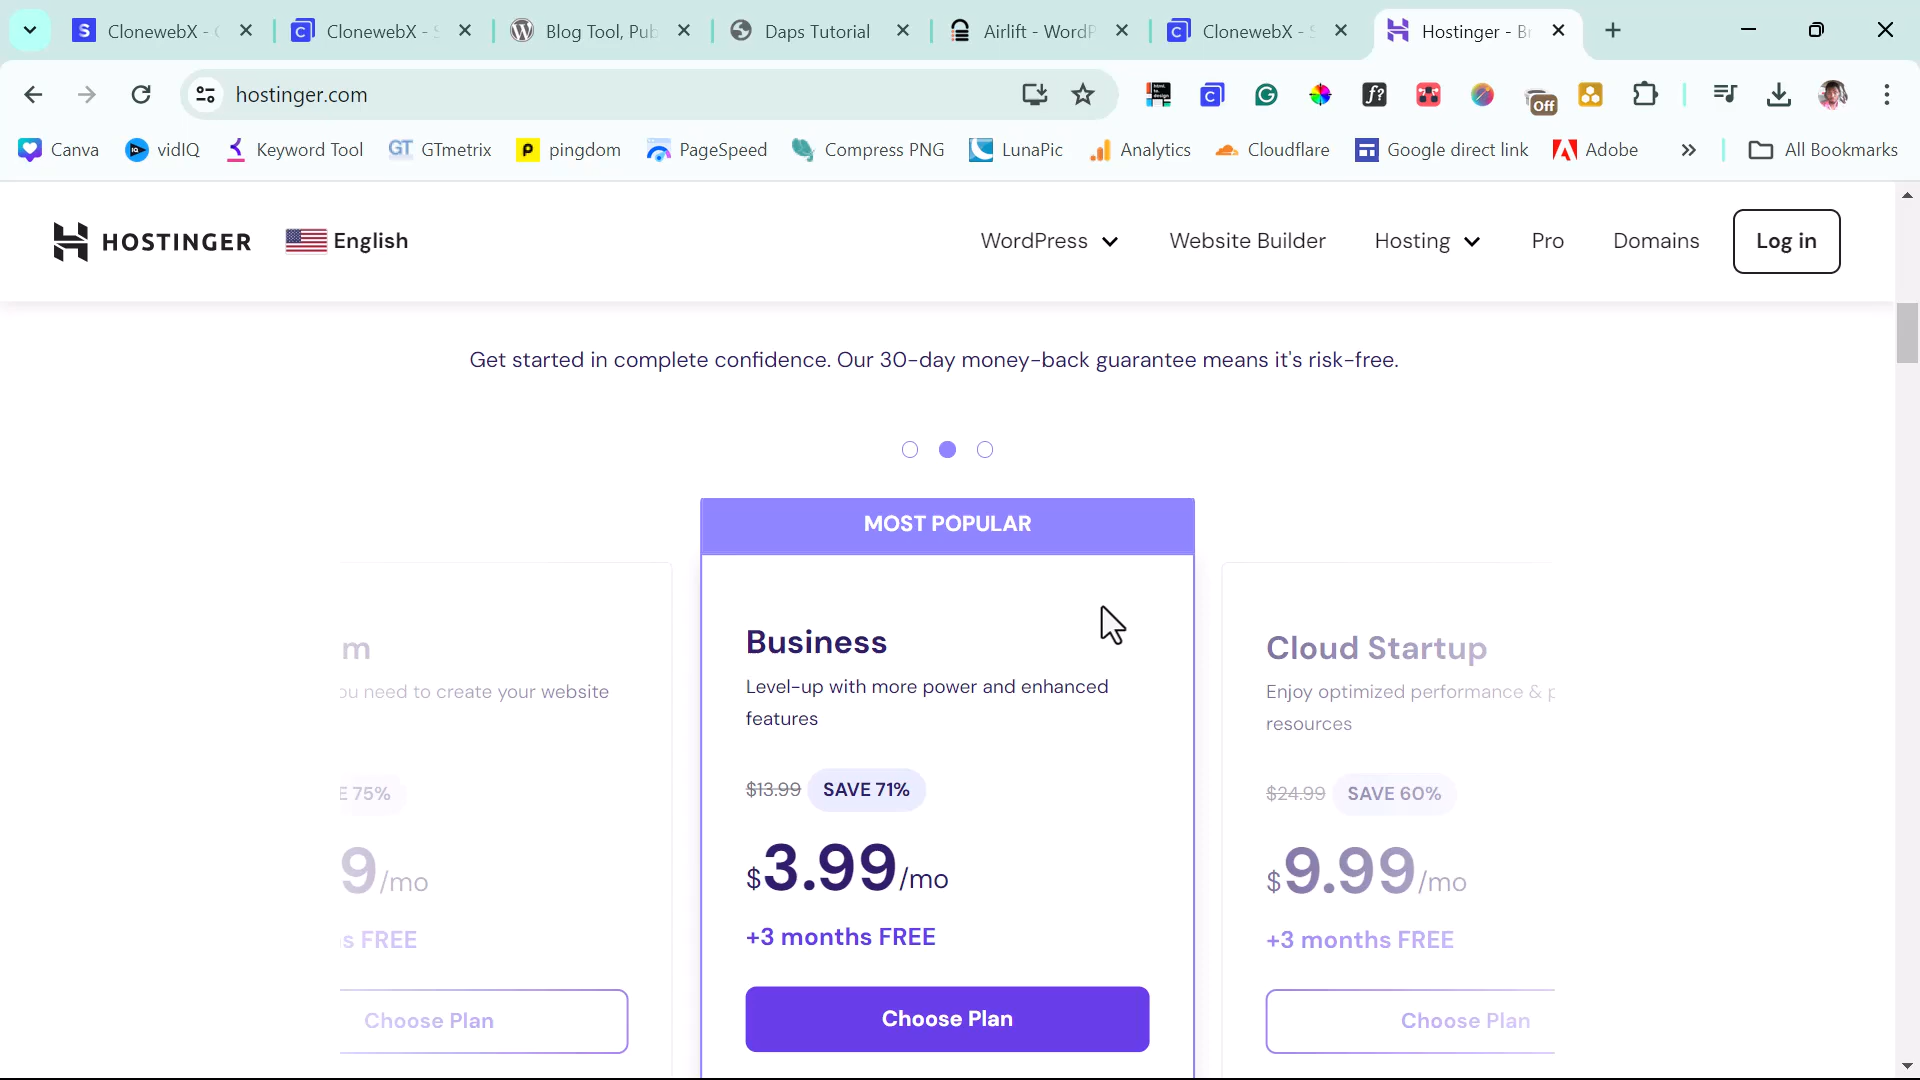 ClonewebX -
ClonewebX - S
Blog Tool, Pub
Daps Tutorial
Airlift - WordP
ClonewebX - S
Hostinger - Br
hostinger.com
Off
Canva
vidIQ
Keyword Tool
GT GTmetrix
pingdom
PageSpeed
Compress PNG
LunaPic
Analytics
Cloudflare
Google direct link
Adobe
All Bookmarks
HOSTINGER
English
WordPress
Website Builder
Hosting
Pro
Domains
Log in
Get started in complete confidence. Our 30-day money-back guarantee means it's risk-free.
MOST POPULAR
m
ou need to create your website
E 75%
9/mo
s FREE
Choose Plan
Business
Level-up with more power and enhanced
features
$13.99 SAVE 71%
$3.99/mo
+3 months FREE
Choose Plan
Cloud Startup
Enjoy optimized performance & p
resources
$24.99 SAVE 60%
$9.99/mo
+3 months FREE
Choose Plan